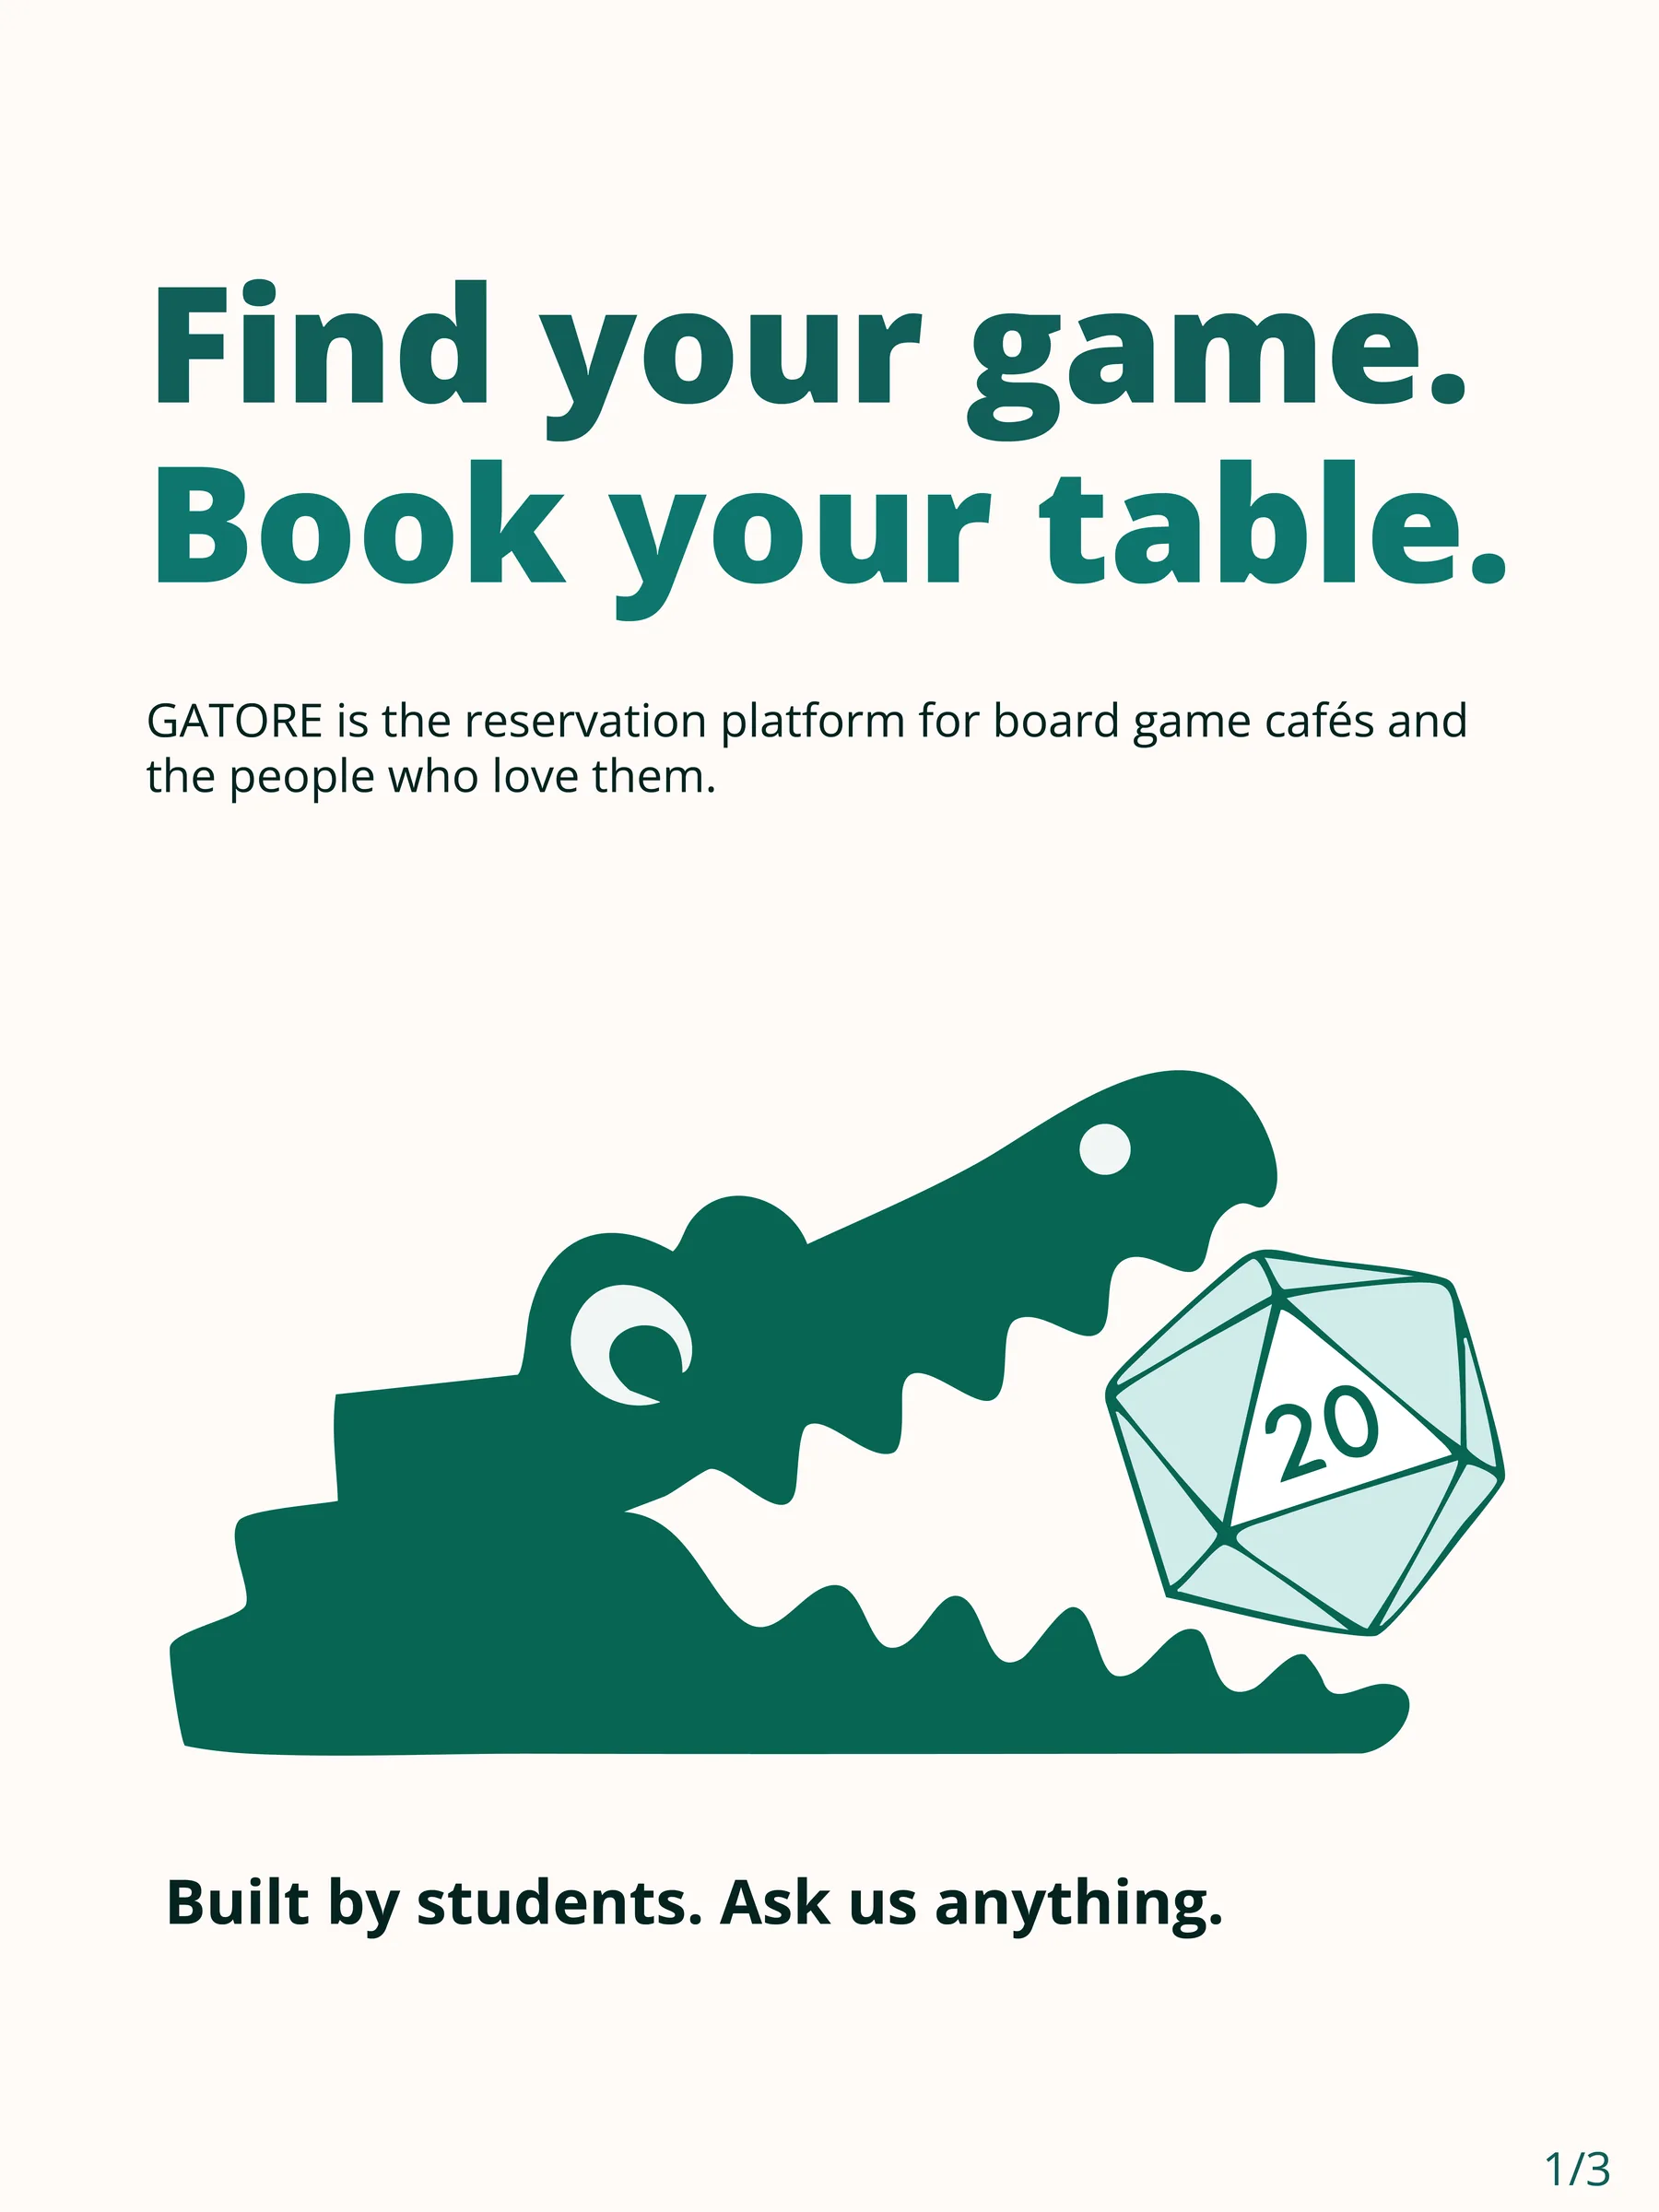 Find your game.
Book your table.
GATORE is the reservation platform for board game cafés and
the people who love them.
20
Built by students. Ask us anything.
1/3